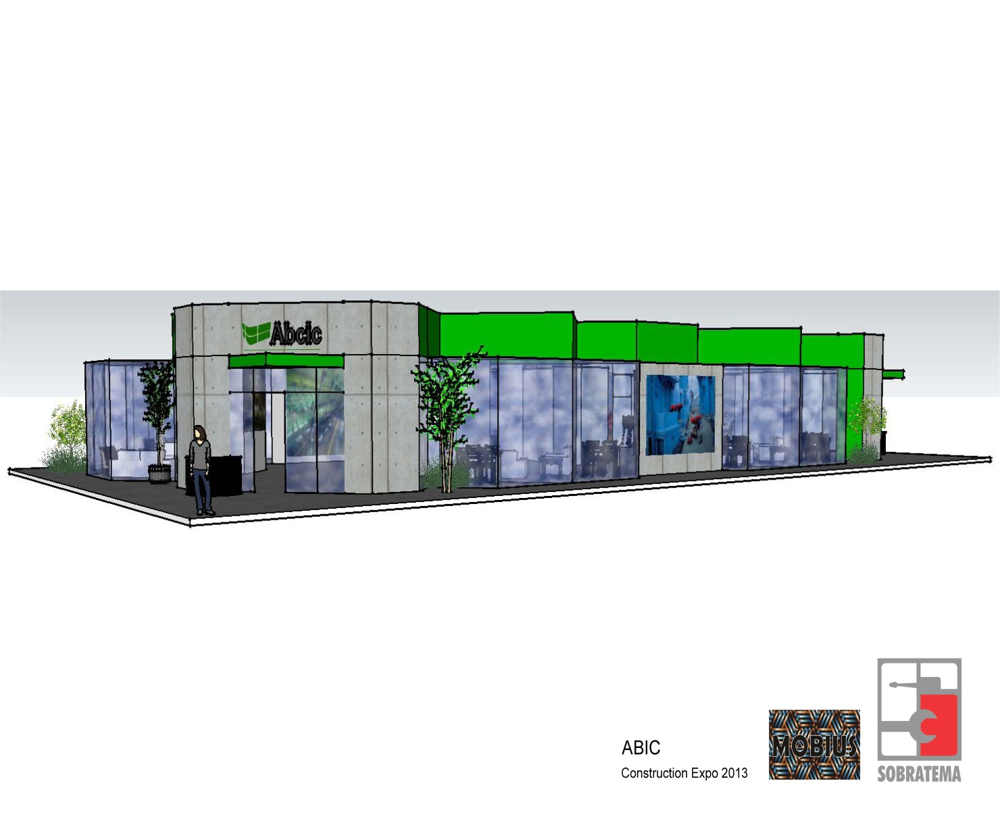 Abcic
ABIC
Construction Expo 2013
MOBIUS
SOBRATEMA